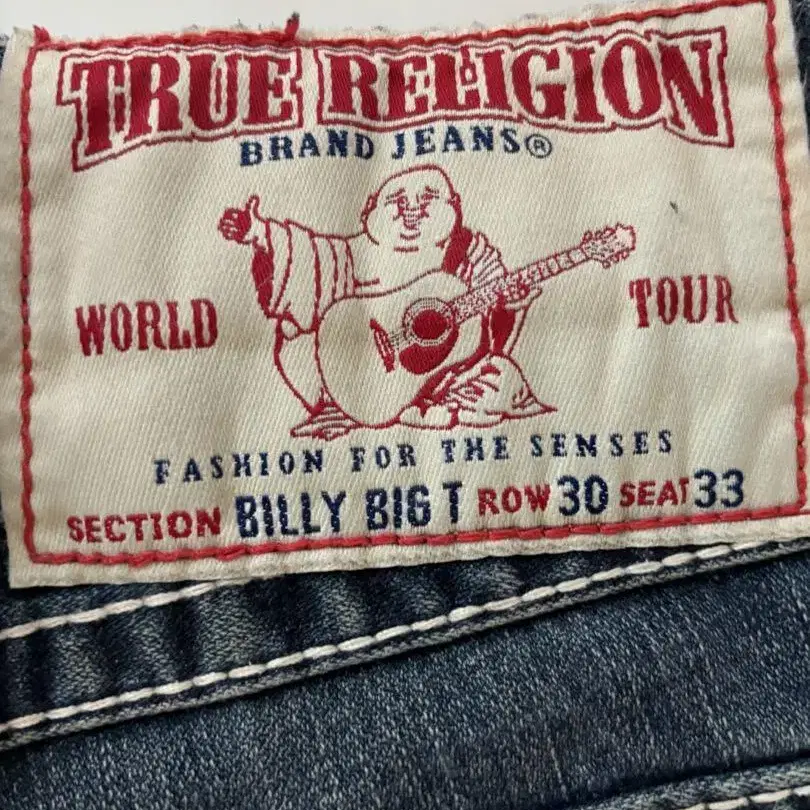 TRUE RELIGION
BRAND JEANS®
WORLD TOUR
FASHION FOR THE SENSES
SECTION BILLY BIG T ROW 30 SEAT 33